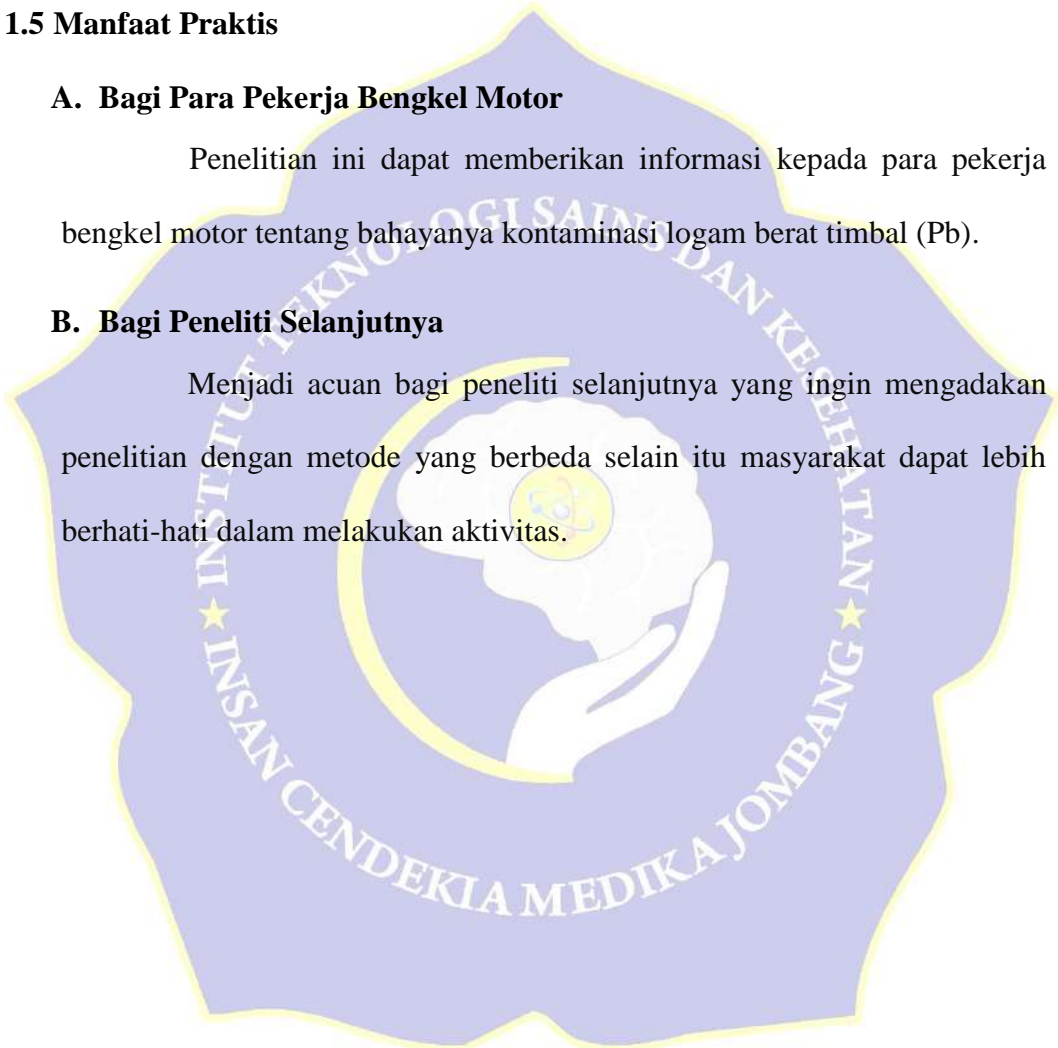 1.5 Manfaat Praktis
A. Bagi Para Pekerja Bengkel Motor
Penelitian ini dapat memberikan informasi kepada para pekerja
bengkel motor tentang bahayanya kontaminasi logam berat timbal (Pb).
B. Bagi Peneliti Selanjutnya
Menjadi acuan bagi peneliti selanjutnya yang ingin mengadakan
penelitian dengan metode yang berbeda selain itu masyarakat dapat lebih
berhati-hati dalam melakukan aktivitas.
INSTITUT TEKNOLOGI SAINS DAN KESEHATAN
INSAN CENDEKIA MEDIKA JOMBANG